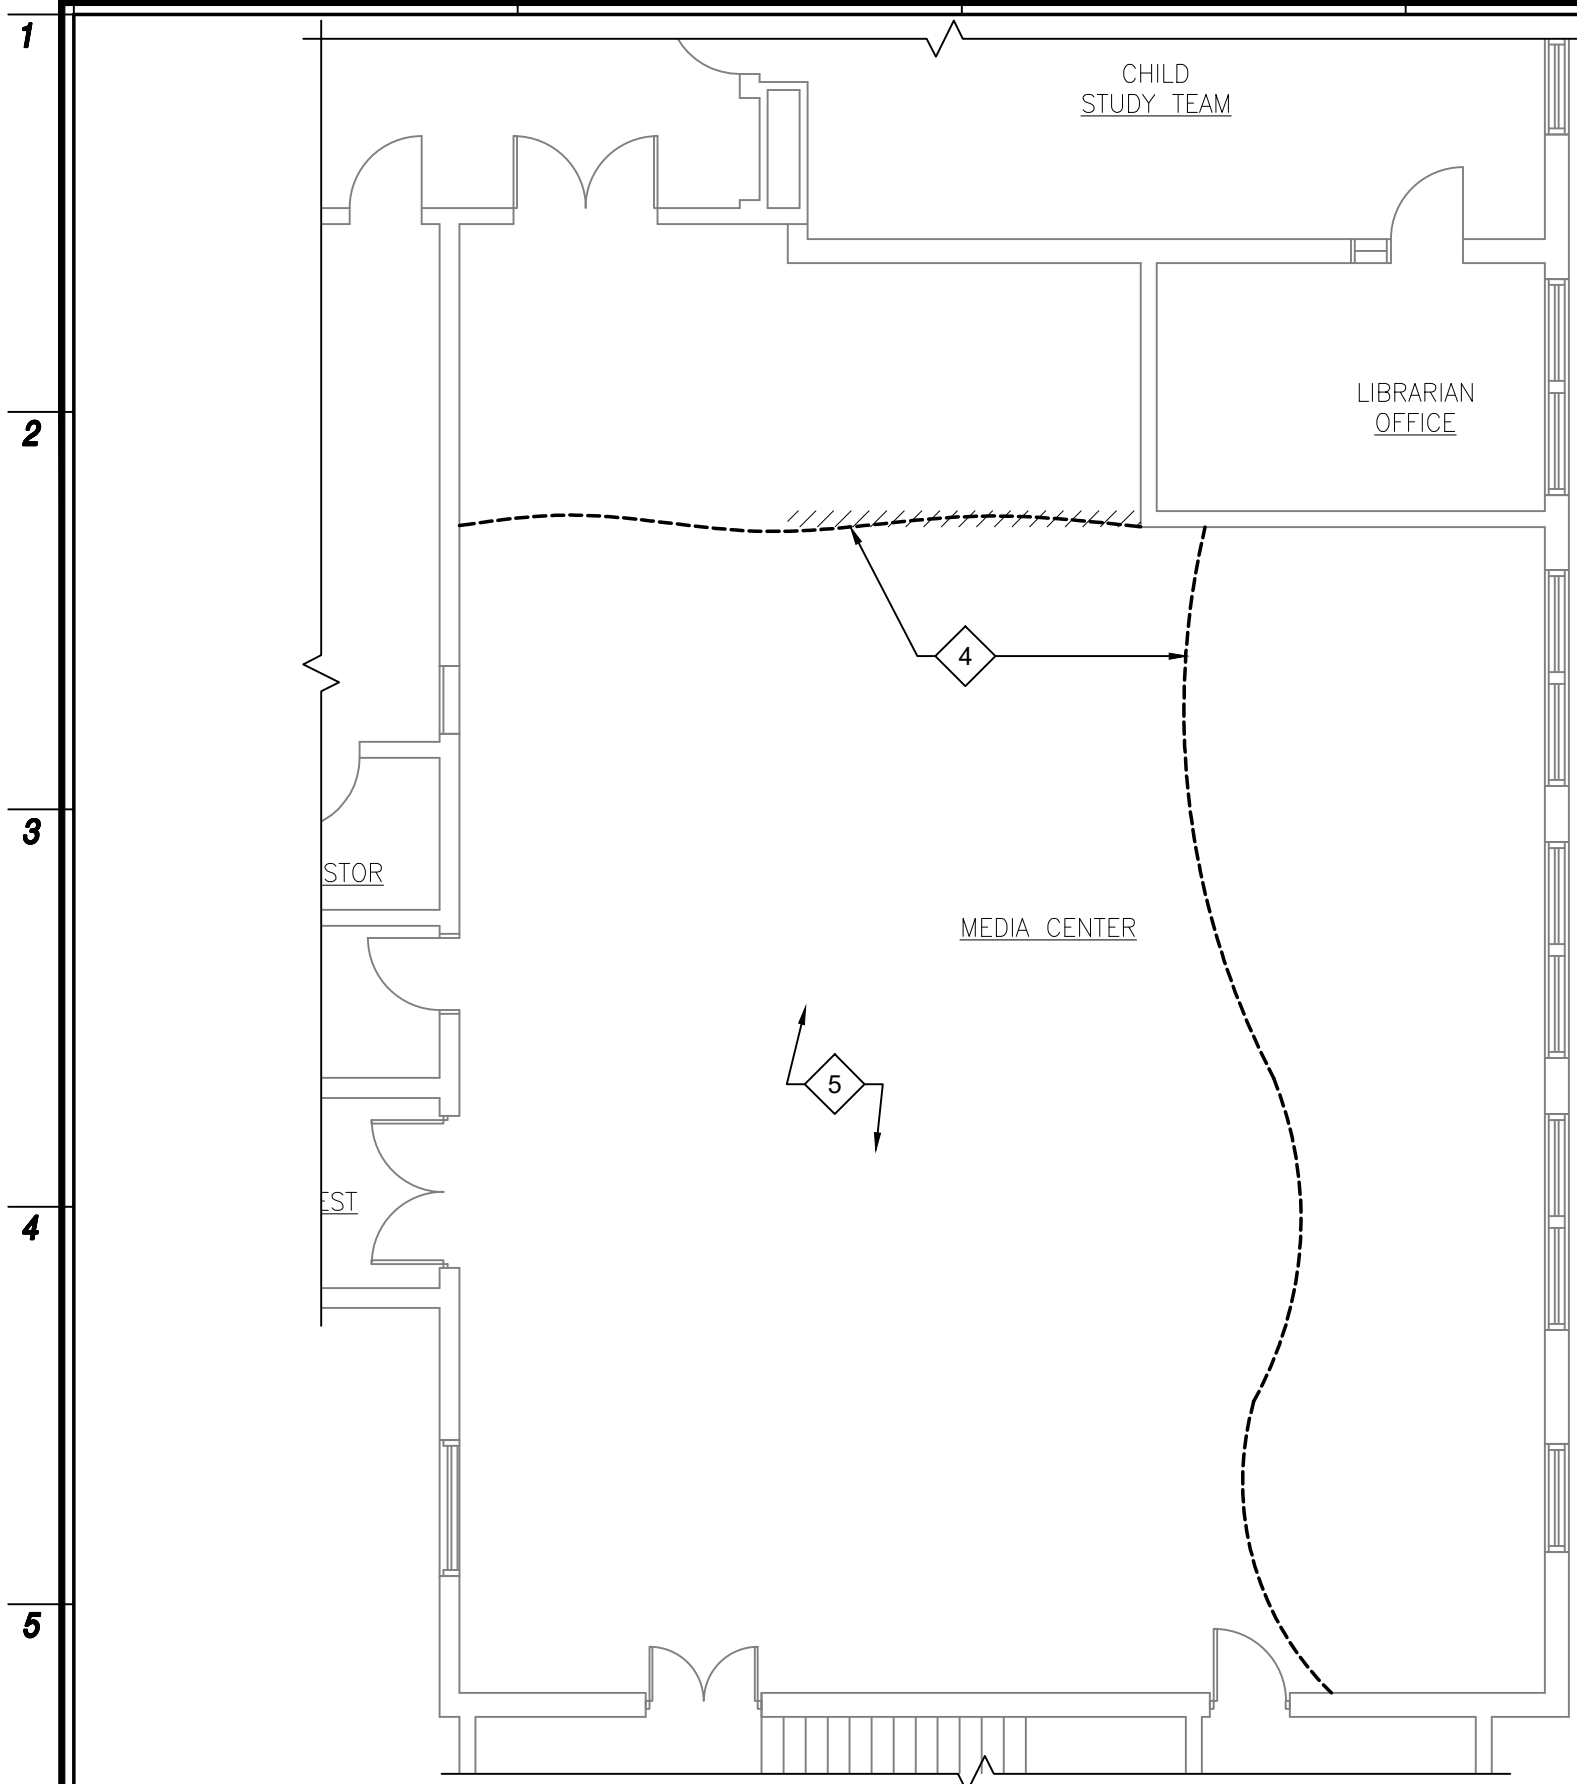 1
CHILD
STUDY TEAM
LIBRARIAN
OFFICE
2
4
3
STOR
MEDIA CENTER
5
EST
4
5